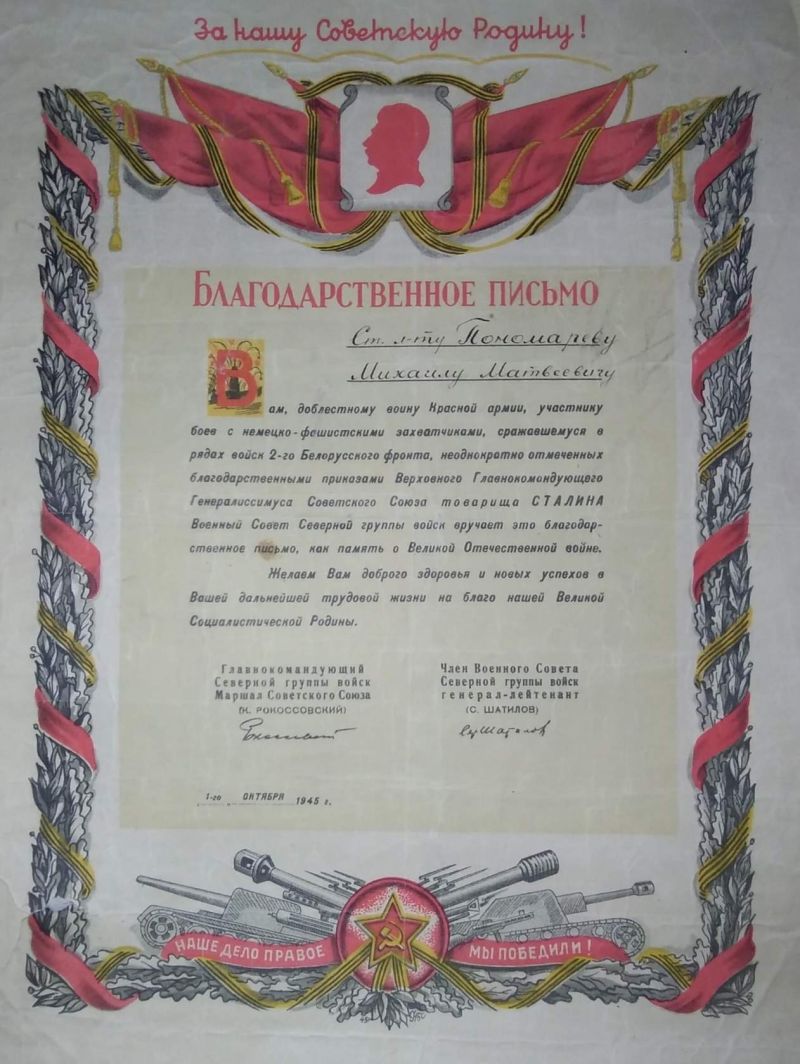 За нашу Советскую Родину!
БЛАГОДАРСТВЕННОЕ ПИСЬМО
Ст. л-ту Пономареву
Михаилу Матвеевичу
Вам, доблестному воину Красной армии, участнику
боев с немецко-фашистскими захватчиками, сражавшемуся в
рядах войск 2-го Белорусского фронта, неоднократно отмеченных
благодарственными приказами Верховного Главнокомандующего
Генералиссимуса Советского Союза товарища СТАЛИНА
Военный Совет Северной группы войск вручает это благодар-
ственное письмо, как память о Великой Отечественной войне.
Желаем Вам доброго здоровья и новых успехов в
Вашей дальнейшей трудовой жизни на благо нашей Великой
Социалистической Родины.
Главнокомандующий
Северной группы войск
Маршал Советского Союза
(К. РОКОССОВСКИЙ)
Член Военного Совета
Северной группы войск
генерал-лейтенант
(С. ШАТИЛОВ)
1-го ОКТЯБРЯ 1945 г.
НАШЕ ДЕЛО ПРАВОЕ
МЫ ПОБЕДИЛИ!